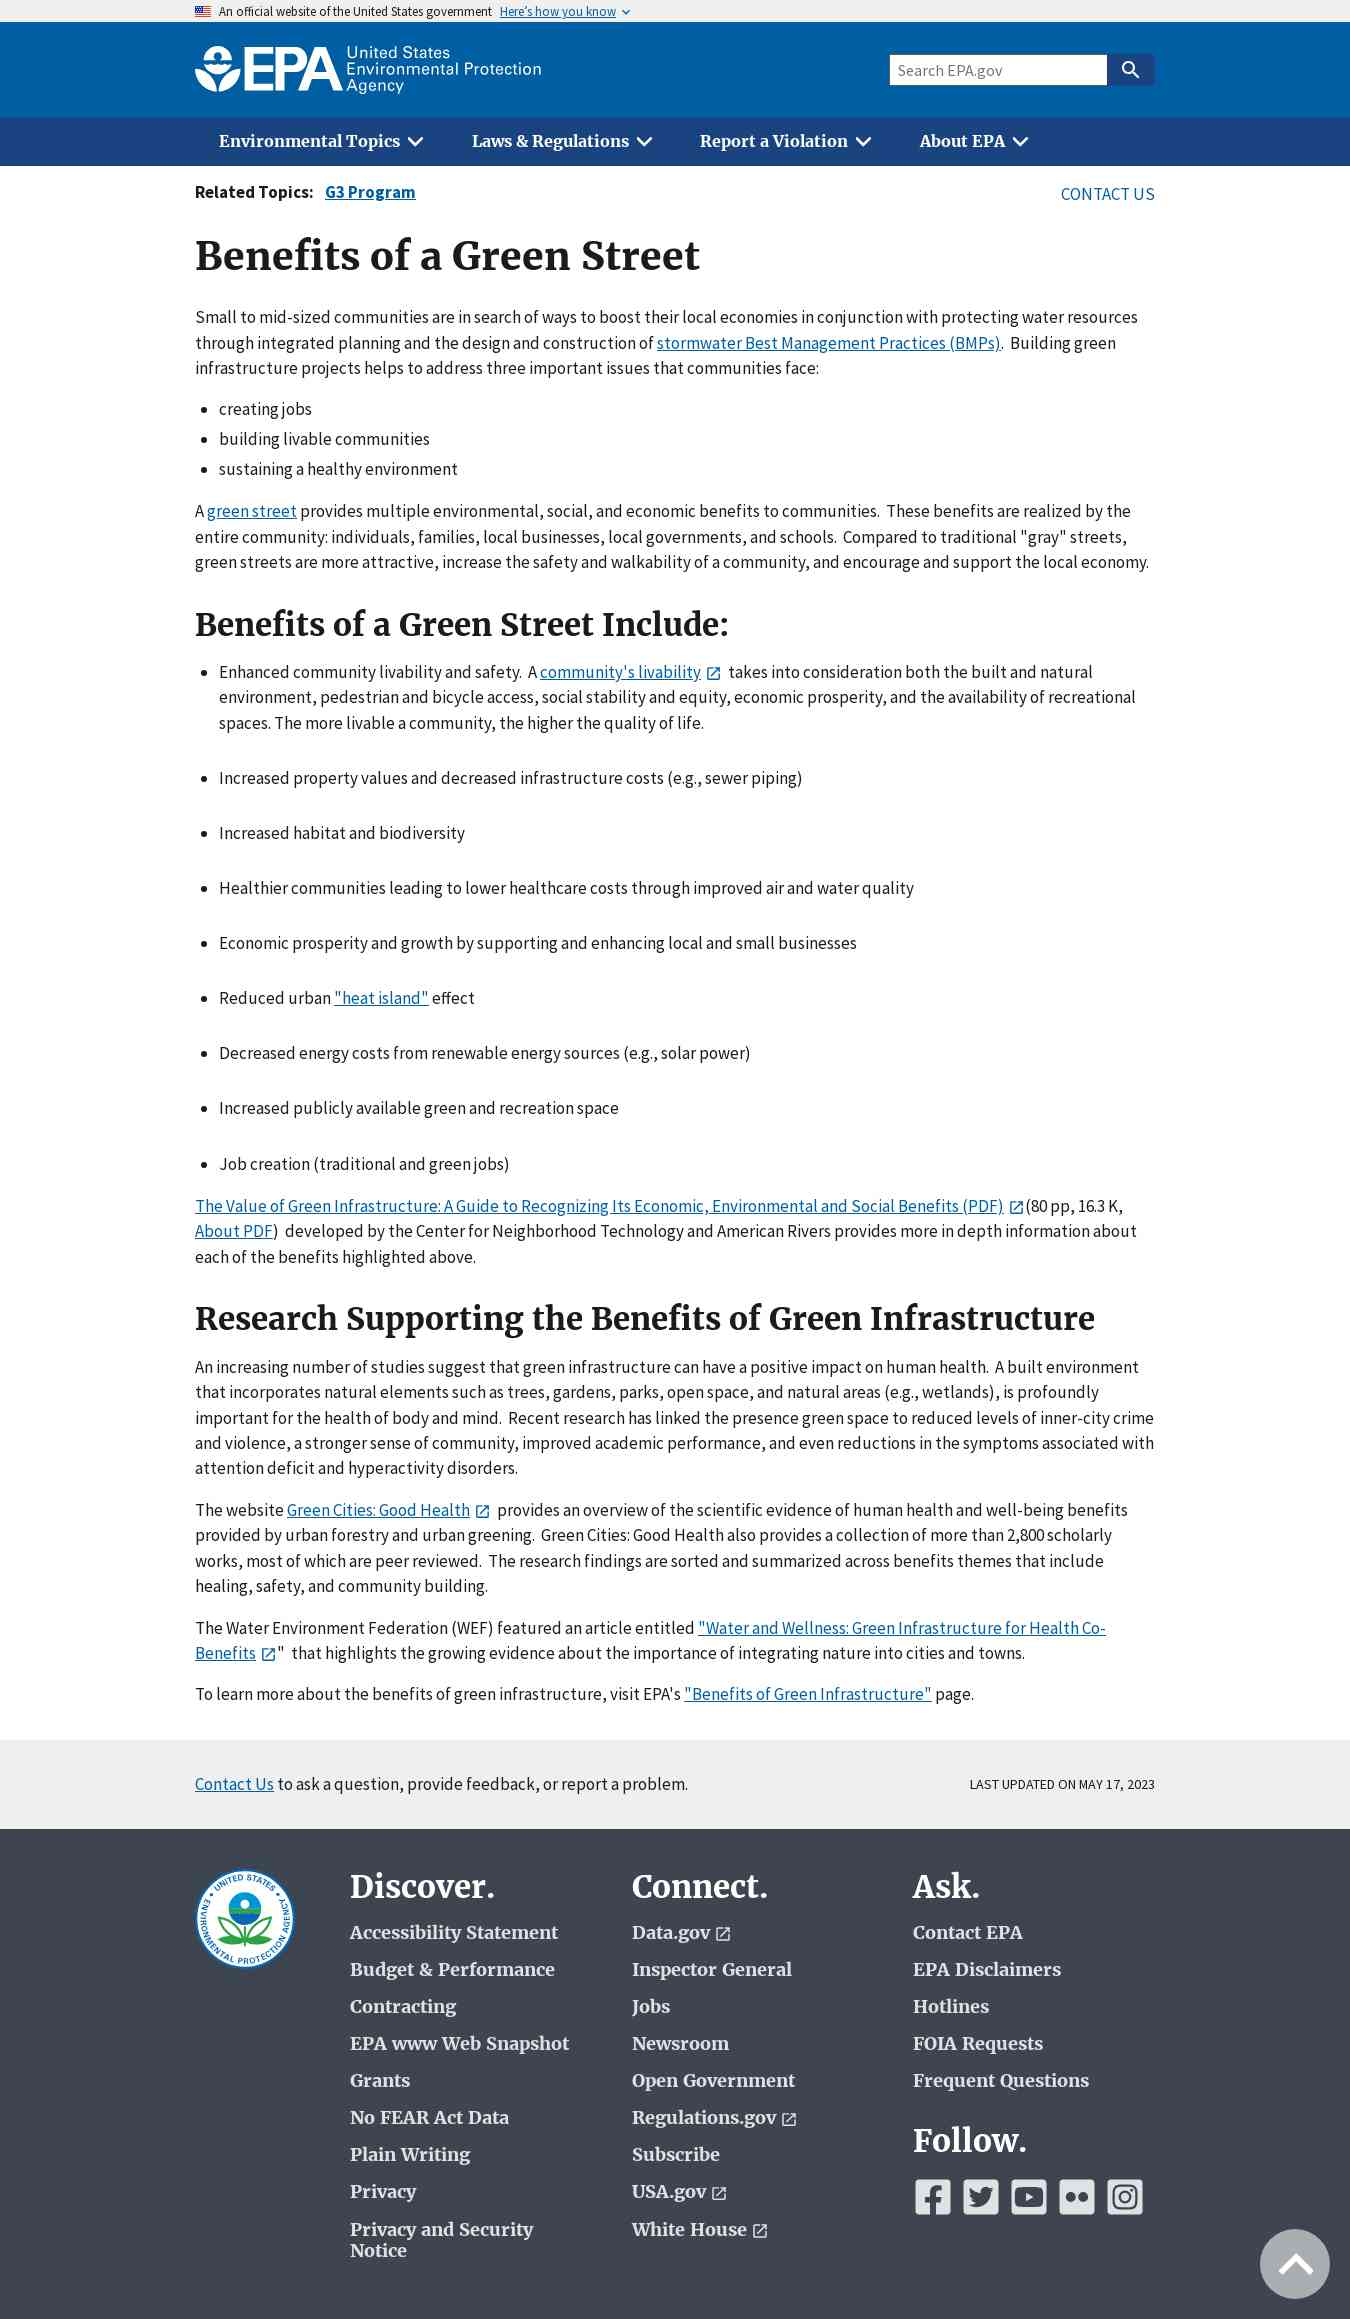 An official website of the United States government Here's how you know
EPA United States
Environmental Protection
Agency
Search EPA.gov
Environmental Topics Laws & Regulations Report a Violation About EPA
Related Topics: G3 Program
CONTACT US
Benefits of a Green Street
Small to mid-sized communities are in search of ways to boost their local economies in conjunction with protecting water resources
through integrated planning and the design and construction of stormwater Best Management Practices (BMPs).  Building green
infrastructure projects helps to address three important issues that communities face:
creating jobs
building livable communities
sustaining a healthy environment
A green street provides multiple environmental, social, and economic benefits to communities.  These benefits are realized by the
entire community: individuals, families, local businesses, local governments, and schools.  Compared to traditional "gray" streets,
green streets are more attractive, increase the safety and walkability of a community, and encourage and support the local economy.
Benefits of a Green Street Include:
Enhanced community livability and safety.  A community's livability takes into consideration both the built and natural
environment, pedestrian and bicycle access, social stability and equity, economic prosperity, and the availability of recreational
spaces. The more livable a community, the higher the quality of life.
Increased property values and decreased infrastructure costs (e.g., sewer piping)
Increased habitat and biodiversity
Healthier communities leading to lower healthcare costs through improved air and water quality
Economic prosperity and growth by supporting and enhancing local and small businesses
Reduced urban "heat island" effect
Decreased energy costs from renewable energy sources (e.g., solar power)
Increased publicly available green and recreation space
Job creation (traditional and green jobs)
The Value of Green Infrastructure: A Guide to Recognizing Its Economic, Environmental and Social Benefits (PDF) (80 pp, 16.3 K,
About PDF)  developed by the Center for Neighborhood Technology and American Rivers provides more in depth information about
each of the benefits highlighted above.
Research Supporting the Benefits of Green Infrastructure
An increasing number of studies suggest that green infrastructure can have a positive impact on human health.  A built environment
that incorporates natural elements such as trees, gardens, parks, open space, and natural areas (e.g., wetlands), is profoundly
important for the health of body and mind.  Recent research has linked the presence green space to reduced levels of inner-city crime
and violence, a stronger sense of community, improved academic performance, and even reductions in the symptoms associated with
attention deficit and hyperactivity disorders.
The website Green Cities: Good Health provides an overview of the scientific evidence of human health and well-being benefits
provided by urban forestry and urban greening.  Green Cities: Good Health also provides a collection of more than 2,800 scholarly
works, most of which are peer reviewed.  The research findings are sorted and summarized across benefits themes that include
healing, safety, and community building.
The Water Environment Federation (WEF) featured an article entitled "Water and Wellness: Green Infrastructure for Health Co-
Benefits "  that highlights the growing evidence about the importance of integrating nature into cities and towns.
To learn more about the benefits of green infrastructure, visit EPA's "Benefits of Green Infrastructure" page.
Contact Us to ask a question, provide feedback, or report a problem.
LAST UPDATED ON MAY 17, 2023
UNITED STATES ENVIRONMENTAL PROTECTION AGENCY
Discover.
Accessibility Statement
Budget & Performance
Contracting
EPA www Web Snapshot
Grants
No FEAR Act Data
Plain Writing
Privacy
Privacy and Security
Notice
Connect.
Data.gov
Inspector General
Jobs
Newsroom
Open Government
Regulations.gov
Subscribe
USA.gov
White House
Ask.
Contact EPA
EPA Disclaimers
Hotlines
FOIA Requests
Frequent Questions
Follow.